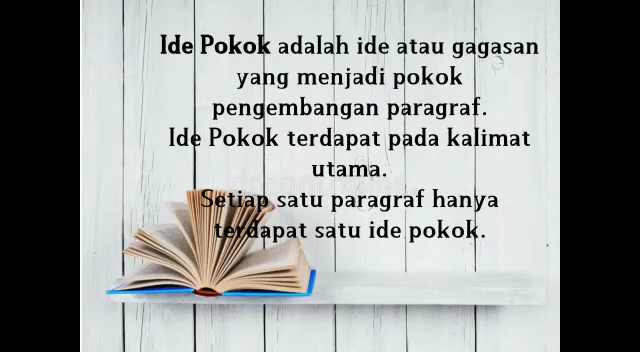 Ide Pokok adalah ide atau gagasan
yang menjadi pokok
pengembangan paragraf.
Ide Pokok terdapat pada kalimat
utama.
Setiap satu paragraf hanya
terdapat satu ide pokok.